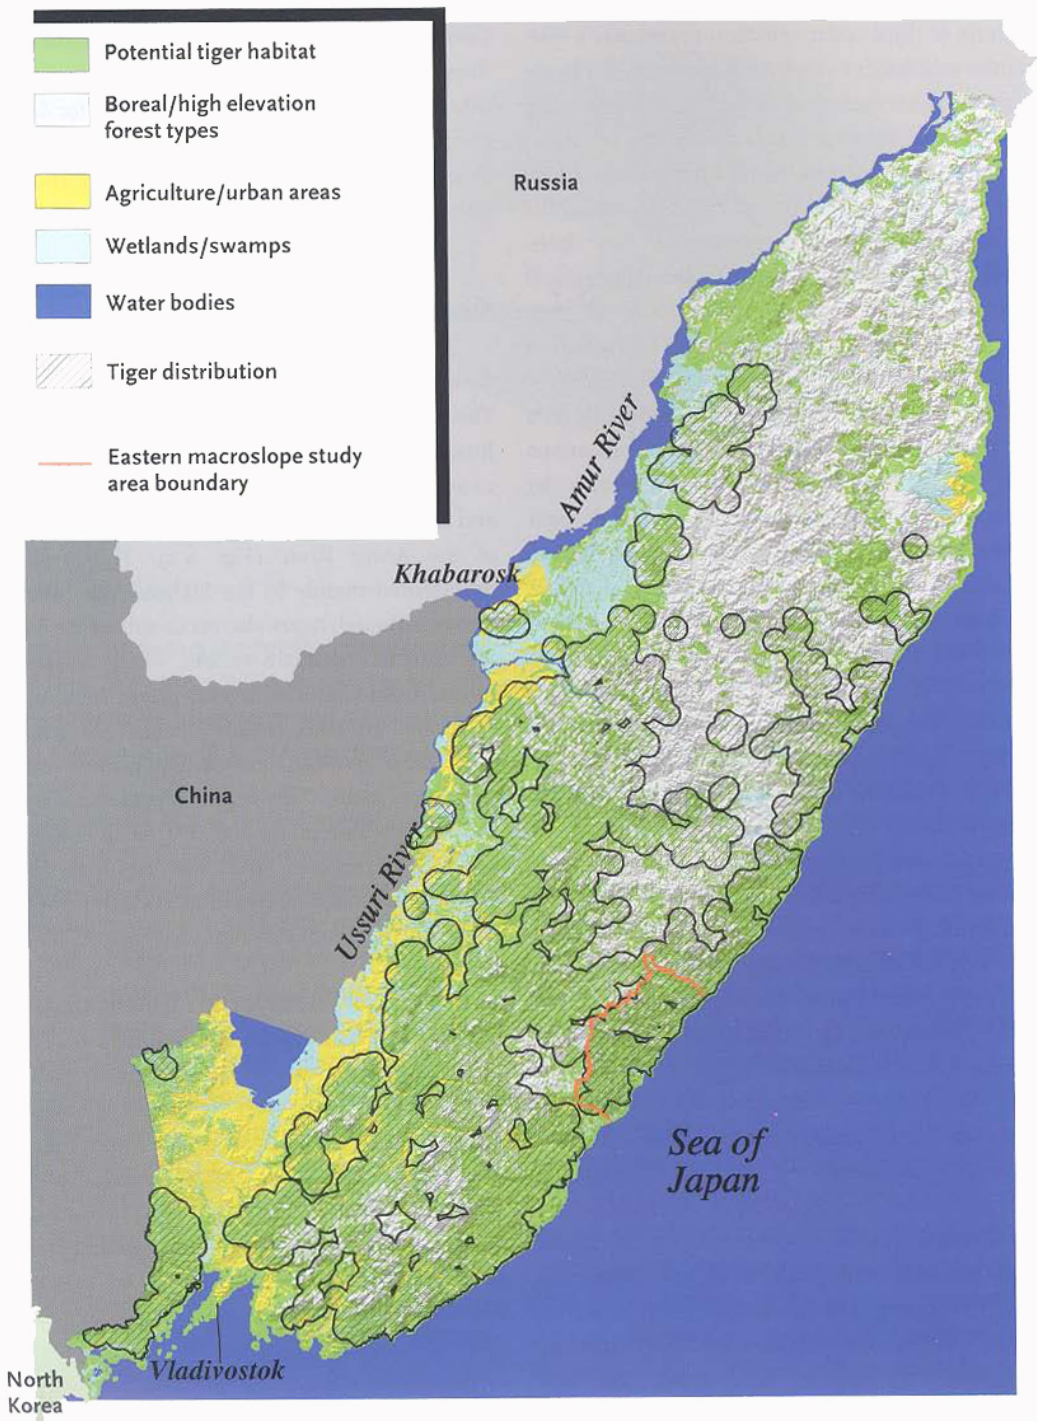 Potential tiger habitat
Boreal/high elevation
forest types
Agriculture/urban areas
Wetlands/swamps
Water bodies
Tiger distribution
Eastern macroslope study
area boundary
Russia
Amur River
Khabarosk
China
Ussuri River
Sea of
Japan
Vladivostok
North
Korea